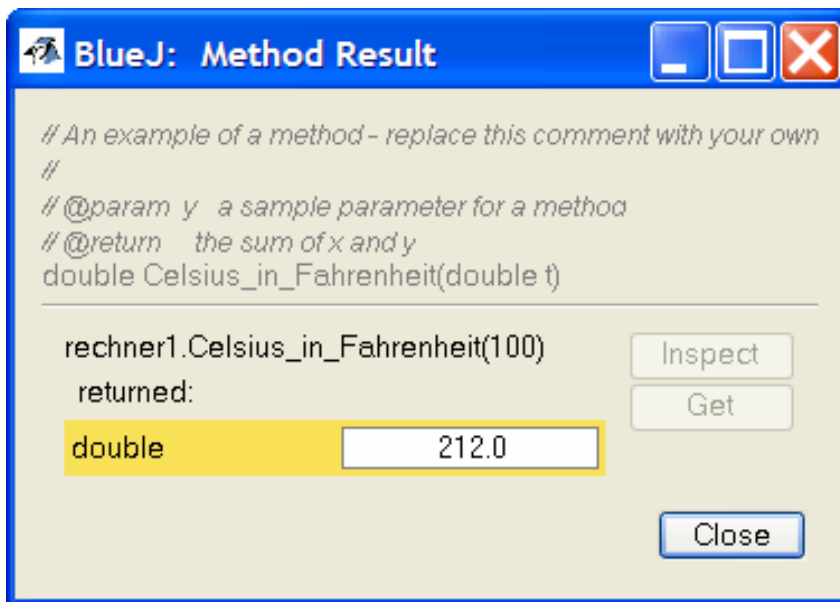 BlueJ: Method Result
// An example of a method - replace this comment with your own
//
// @param y a sample parameter for a method
// @return the sum of x and y
double Celsius_in_Fahrenheit(double t)
rechner1.Celsius_in_Fahrenheit(100)
Inspect
returned:
Get
double 212.0
Close